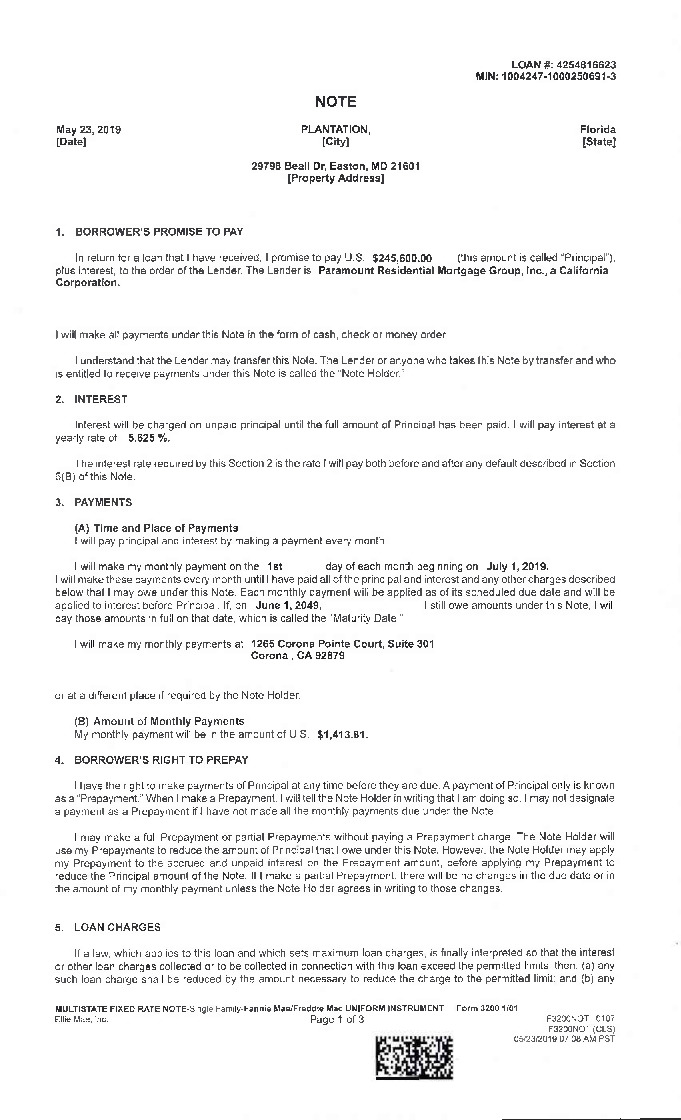 LOAN #: 4254816623
MIN: 1004247-1000250691-3
NOTE
May 23, 2019 PLANTATION, Florida
[Date] [City] [State]
29798 Beall Dr, Easton, MD 21601
[Property Address]
1. BORROWER'S PROMISE TO PAY
In return for a loan that I have received, I promise to pay U.S. $245,600.00 (this amount is called "Principal"),
plus interest, to the order of the Lender. The Lender is Paramount Residential Mortgage Group, Inc., a California
Corporation.
I will make all payments under this Note in the form of cash, check or money order
I understand that the Lender may transfer this Note. The Lender or anyone who takes this Note by transfer and who
is entitled to receive payments under this Note is called the "Note Holder."
2. INTEREST
Interest will be charged on unpaid principal until the full amount of Principal has been paid. I will pay interest at a
yearly rate of 5.625 %.
The interest rate required by this Section 2 is the rate I will pay both before and after any default described in Section
6(B) of this Note.
3. PAYMENTS
(A) Time and Place of Payments
I will pay principal and interest by making a payment every month
I will make my monthly payment on the 1st day of each month beginning on July 1, 2019.
I will make these payments every month until I have paid all of the principal and interest and any other charges described
below that I may owe under this Note. Each monthly payment will be applied as of its scheduled due date and will be
applied to interest before Principal. If, on June 1, 2049, I still owe amounts under this Note, I will
pay those amounts in full on that date, which is called the "Maturity Date."
I will make my monthly payments at 1265 Corona Pointe Court, Suite 301
Corona , CA 92879
or at a different place if required by the Note Holder.
(B) Amount of Monthly Payments
My monthly payment will be in the amount of U.S. $1,413.81.
4. BORROWER'S RIGHT TO PREPAY
I have the right to make payments of Principal at any time before they are due. A payment of Principal only is known
as a "Prepayment." When I make a Prepayment, I will tell the Note Holder in writing that I am doing so. I may not designate
a payment as a Prepayment if I have not made all the monthly payments due under the Note
I may make a full Prepayment or partial Prepayments without paying a Prepayment charge. The Note Holder will
use my Prepayments to reduce the amount of Principal that I owe under this Note. However, the Note Holder may apply
my Prepayment to the accrued and unpaid interest on the Prepayment amount, before applying my Prepayment to
reduce the Principal amount of the Note. If I make a partial Prepayment, there will be no changes in the due date or in
the amount of my monthly payment unless the Note Holder agrees in writing to those changes.
5. LOAN CHARGES
If a law, which applies to this loan and which sets maximum loan charges, is finally interpreted so that the interest
or other loan charges collected or to be collected in connection with this loan exceed the permitted limits, then: (a) any
such loan charge shall be reduced by the amount necessary to reduce the charge to the permitted limit; and (b) any
MULTISTATE FIXED RATE NOTE-Single Family-Fannie Mae/Freddie Mac UNIFORM INSTRUMENT Form 3200 1/01
Ellie Mae, Inc. Page 1 of 3 F3200NOT 0107
F3200NOT (CLS)
05/23/2019 07:08 AM PST